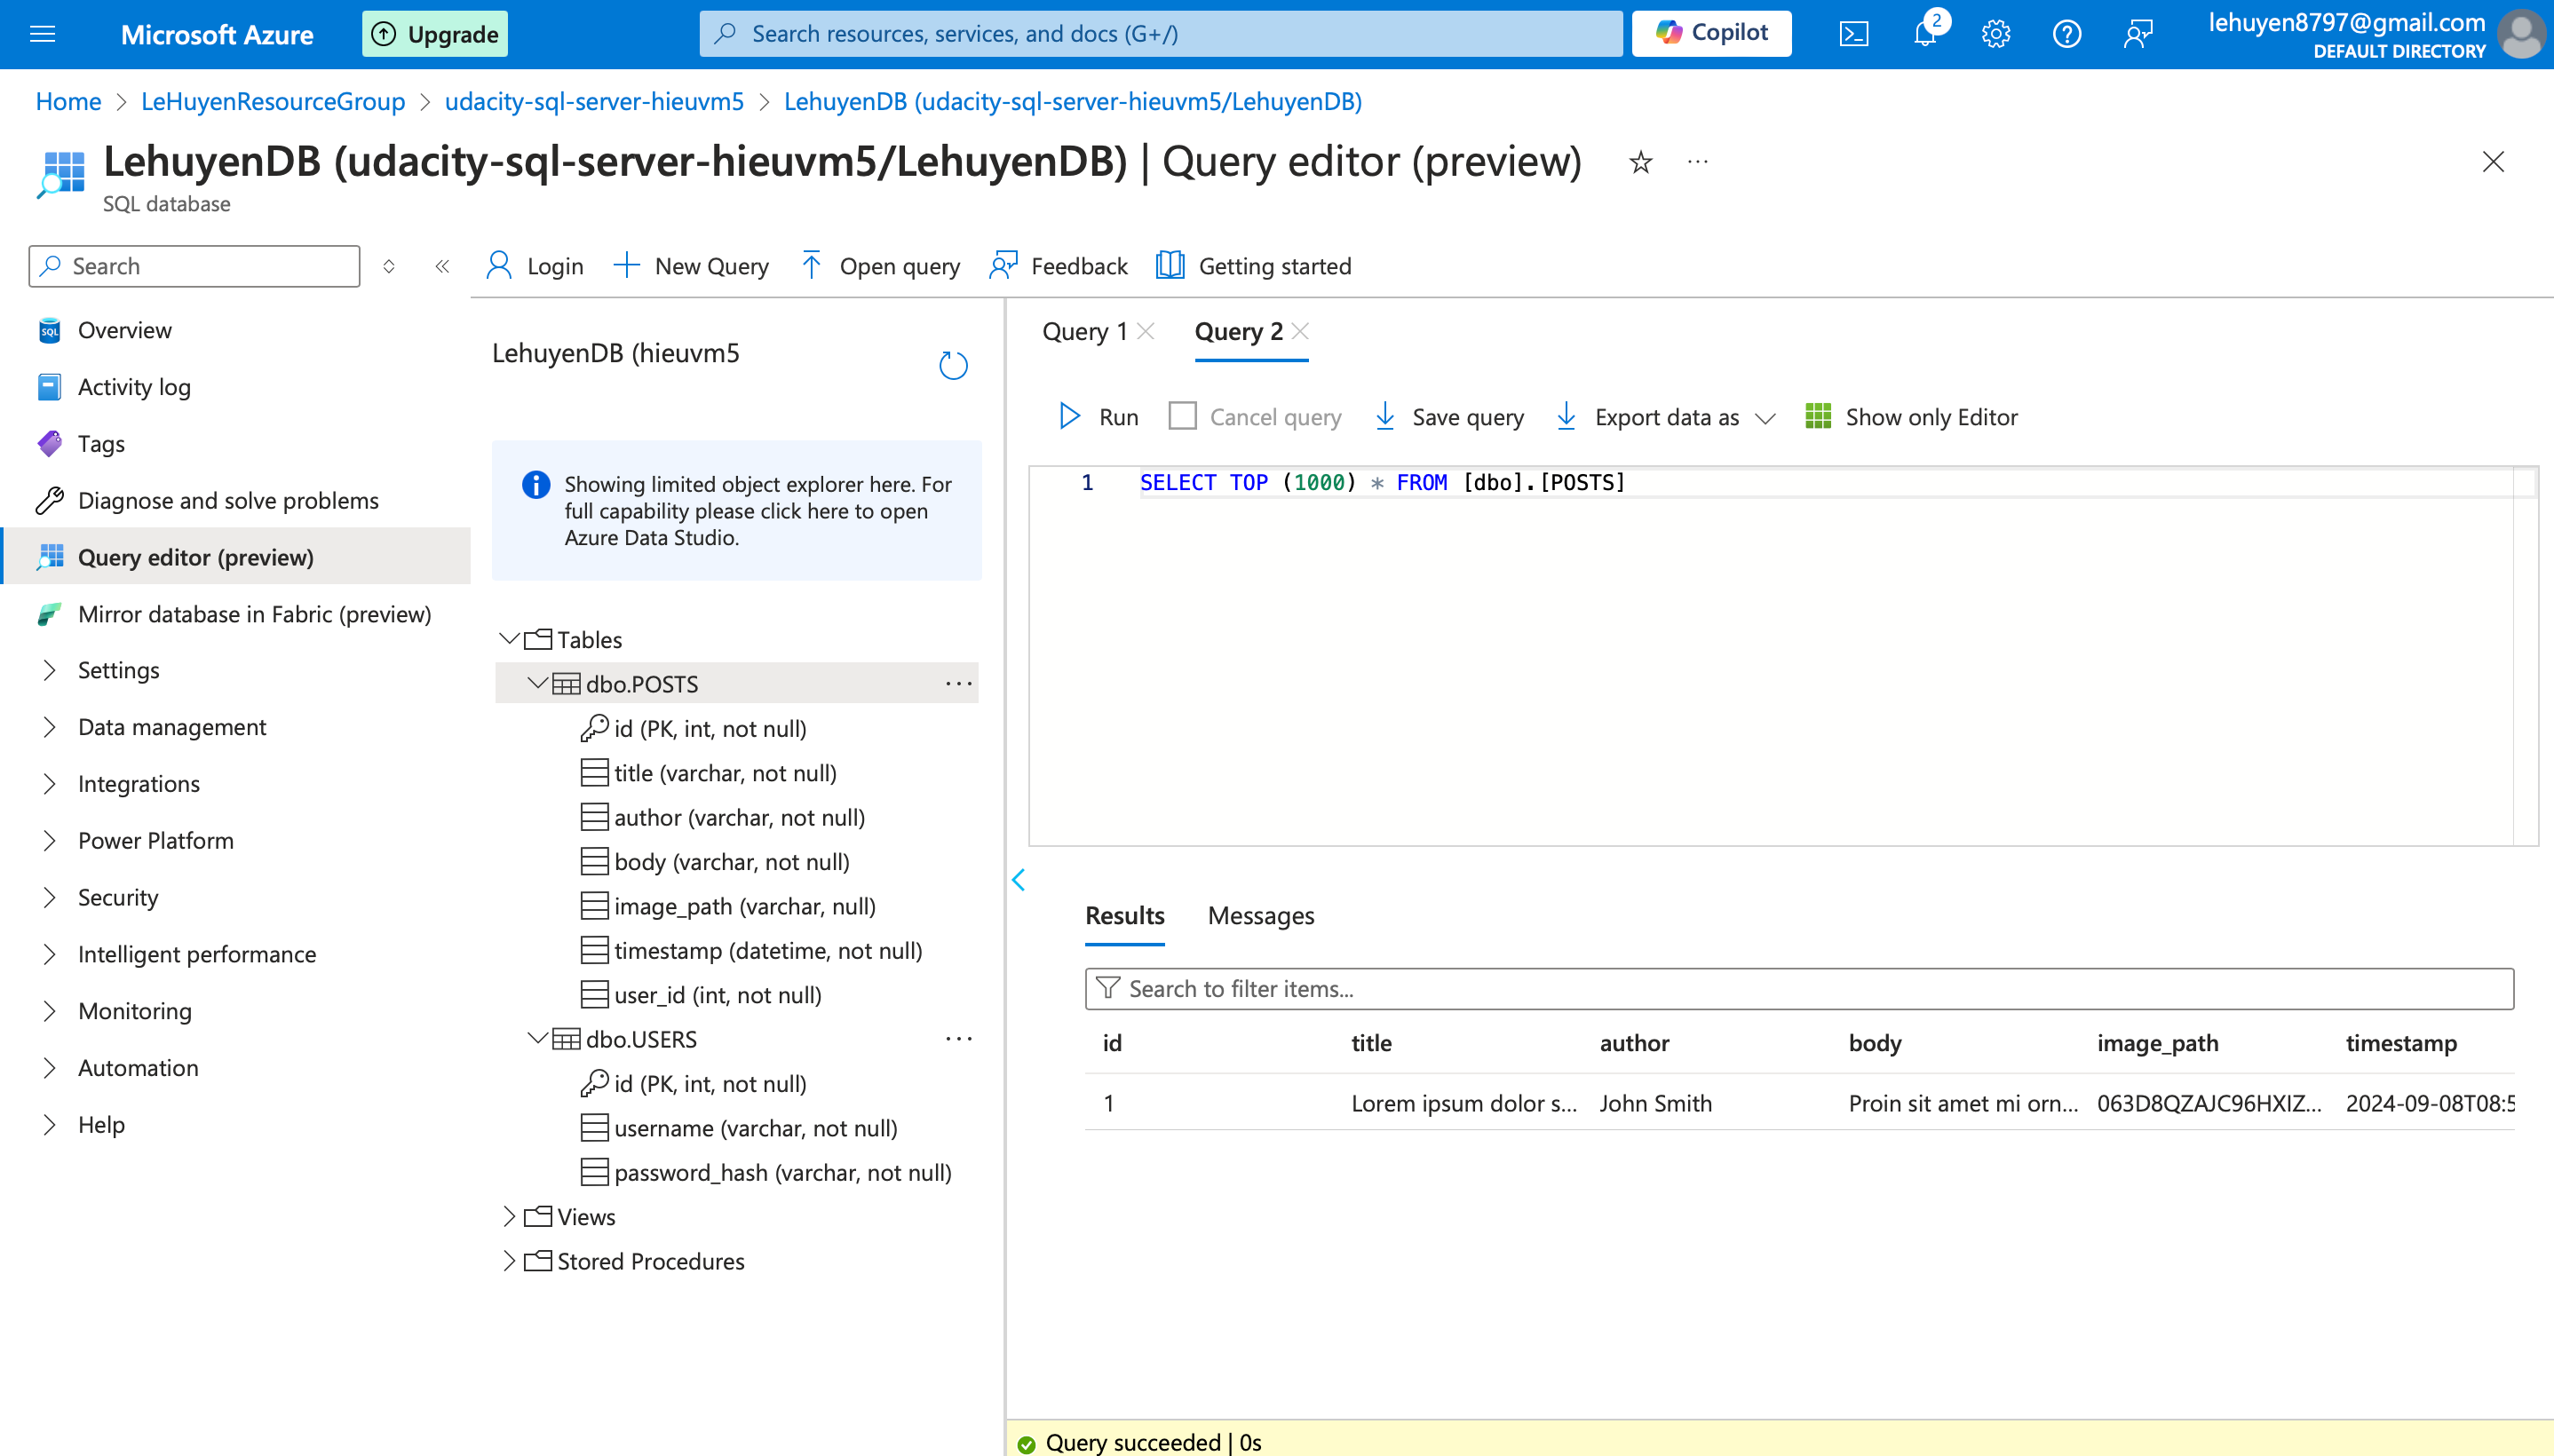 Microsoft Azure
Upgrade
Search resources, services, and docs (G+/)
Copilot
2
lehuyen8797@gmail.com
DEFAULT DIRECTORY
Home > LeHuyenResourceGroup > udacity-sql-server-hieuvm5 > LehuyenDB (udacity-sql-server-hieuvm5/LehuyenDB)
LehuyenDB (udacity-sql-server-hieuvm5/LehuyenDB) | Query editor (preview)
SQL database
Search
Login
New Query
Open query
Feedback
Getting started
SQL
Overview
Activity log
Tags
Diagnose and solve problems
Query editor (preview)
Mirror database in Fabric (preview)
Settings
Data management
Integrations
Power Platform
Security
Intelligent performance
Monitoring
Automation
Help
LehuyenDB (hieuvm5
Showing limited object explorer here. For
full capability please click here to open
Azure Data Studio.
Tables
dbo.POSTS
id (PK, int, not null)
title (varchar, not null)
author (varchar, not null)
body (varchar, not null)
image_path (varchar, null)
timestamp (datetime, not null)
user_id (int, not null)
dbo.USERS
id (PK, int, not null)
username (varchar, not null)
password_hash (varchar, not null)
Views
Stored Procedures
Query 1
Query 2
Run
Cancel query
Save query
Export data as
Show only Editor
1 SELECT TOP (1000) * FROM [dbo].[POSTS]
Results
Messages
Search to filter items...
id title author body image_path timestamp
1 Lorem ipsum dolor s... John Smith Proin sit amet mi orn... 063D8QZAJC96HXIZ... 2024-09-08T08:5
Query succeeded | 0s